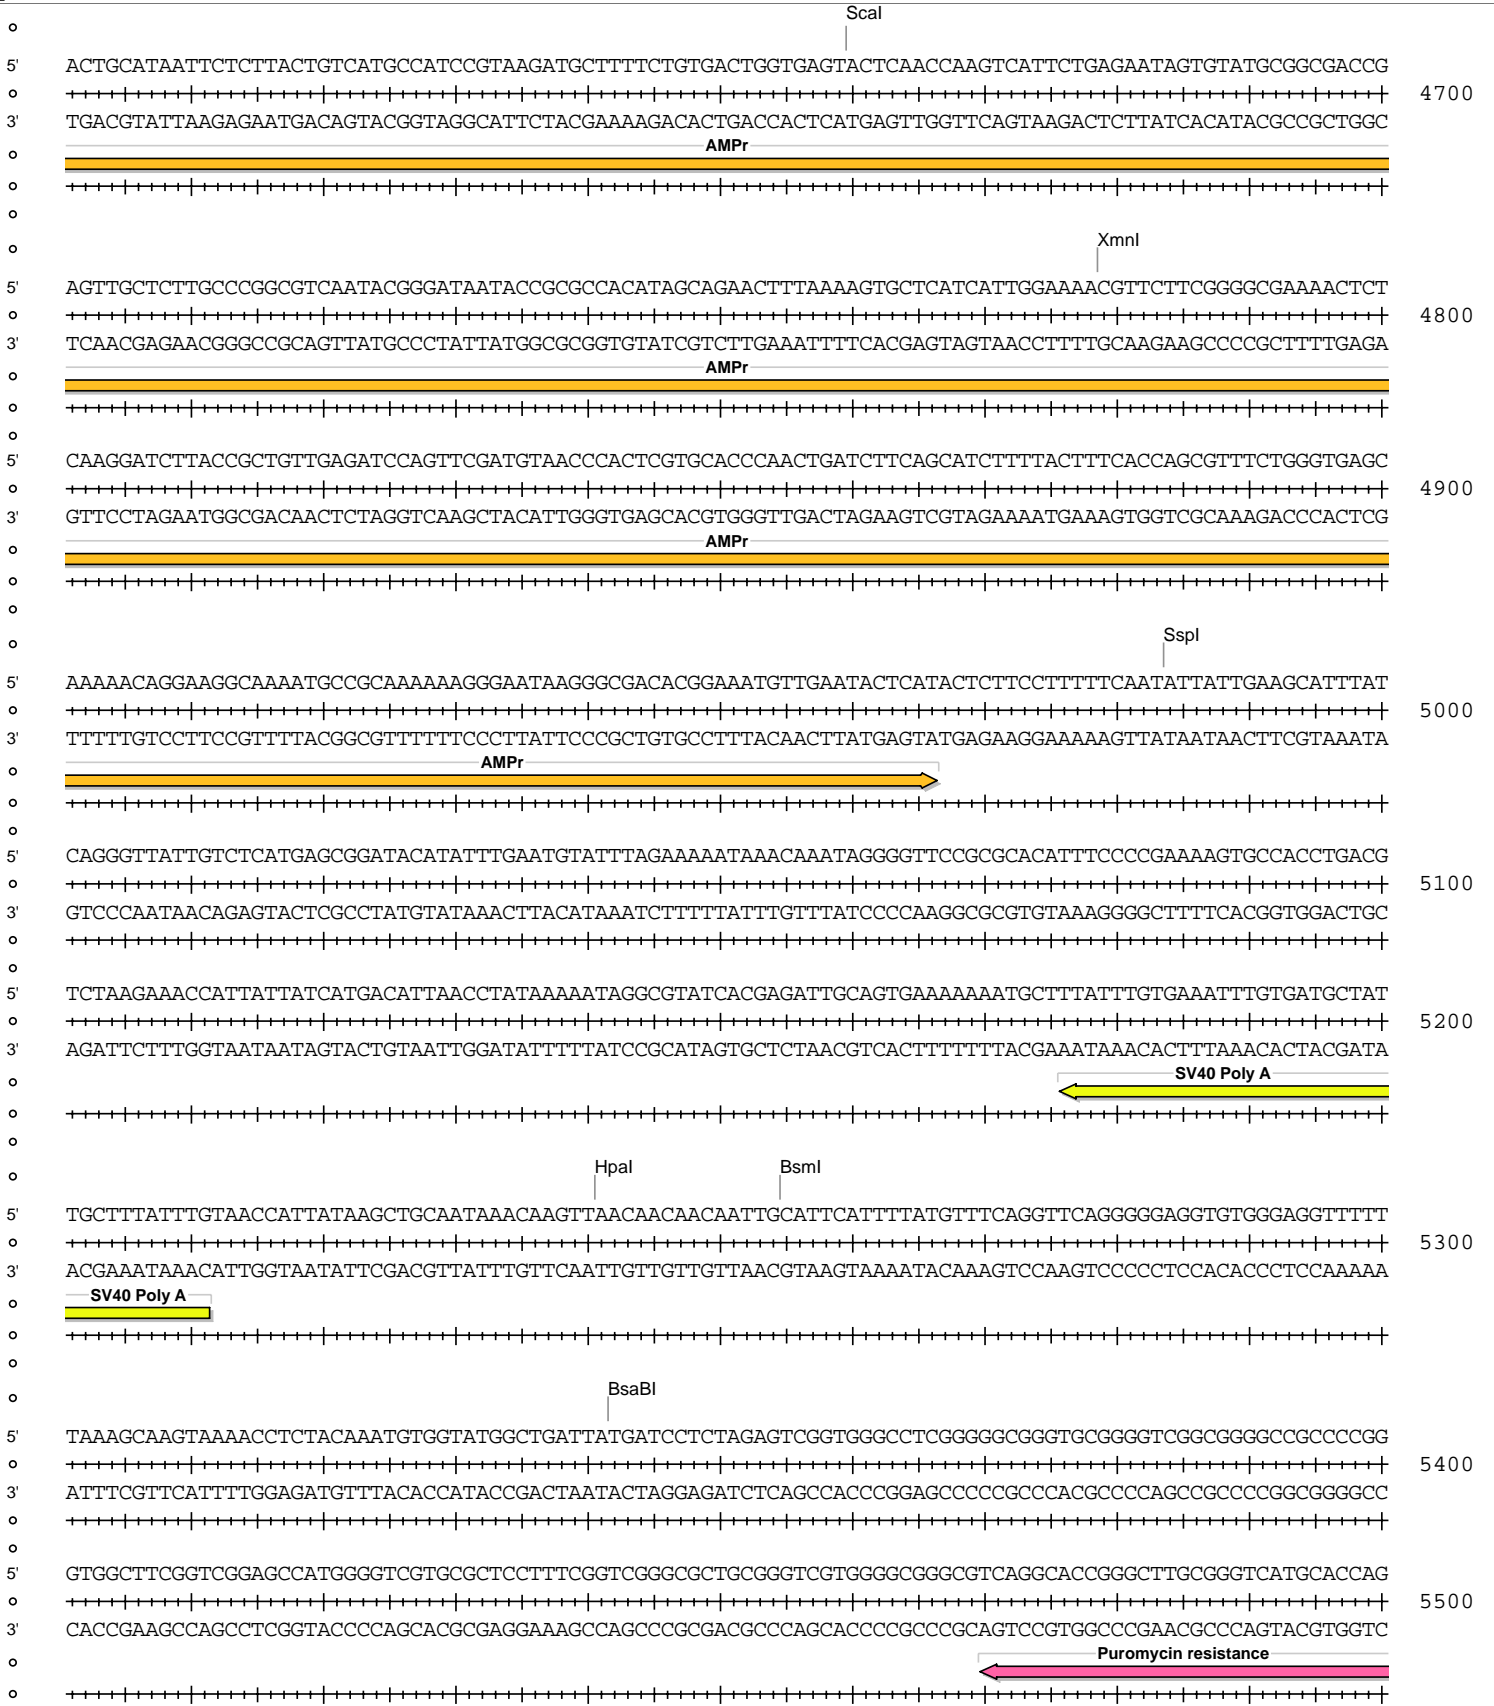 ScaI
5' ACTGCATAATTCTCTTACTGTCATGCCATCCGTAAGATGCTTTTCTGTGACTGGTGAGTACTCAACCAAGTCATTCTGAGAATAGTGTATGCGGCGACCG
4700
3' TGACGTATTAAGAGAATGACAGTACGGTAGGCATTCTACGAAAAGACACTGACCACTCATGAGTTGGTTCAGTAAGACTCTTATCACATACGCCGCTGGC
AMPr
XmnI
5' AGTTGCTCTTGCCCGGCGTCAATACGGGATAATACCGCGCCACATAGCAGAACTTTAAAAGTGCTCATCATTGGAAAACGTTCTTCGGGGCGAAAACTCT
4800
3' TCAACGAGAACGGGCCGCAGTTATGCCCTATTATGGCGCGGTGTATCGTCTTGAAATTTTCACGAGTAGTAACCTTTTGCAAGAAGCCCCGCTTTTGAGA
AMPr
5' CAAGGATCTTACCGCTGTTGAGATCCAGTTCGATGTAACCCACTCGTGCACCCAACTGATCTTCAGCATCTTTTACTTTCACCAGCGTTTCTGGGTGAGC
4900
3' GTTCCTAGAATGGCGACAACTCTAGGTCAAGCTACATTGGGTGAGCACGTGGGTTGACTAGAAGTCGTAGAAAATGAAAGTGGTCGCAAAGACCCACTCG
AMPr
SspI
5' AAAAACAGGAAGGCAAAATGCCGCAAAAAAGGGAATAAGGGCGACACGGAAATGTTGAATACTCATACTCTTCCTTTTTCAATATTATTGAAGCATTTAT
5000
3' TTTTTGTCCTTCCGTTTTACGGCGTTTTTTCCCTTATTCCCGCTGTGCCTTTACAACTTATGAGTATGAGAAGGAAAAAGTTATAATAACTTCGTAAATA
AMPr
5' CAGGGTTATTGTCTCATGAGCGGATACATATTTGAATGTATTTAGAAAAATAAACAAATAGGGGTTCCGCGCACATTTCCCCGAAAAGTGCCACCTGACG
5100
3' GTCCCAATAACAGAGTACTCGCCTATGTATAAACTTACATAAATCTTTTTATTTGTTTATCCCCAAGGCGCGTGTAAAGGGGCTTTTCACGGTGGACTGC
5' TCTAAGAAACCATTATTATCATGACATTAACCTATAAAAATAGGCGTATCACGAGATTGCAGTGAAAAAAATGCTTTATTTGTGAAATTTGTGATGCTAT
5200
3' AGATTCTTTGGTAATAATAGTACTGTAATTGGATATTTTTATCCGCATAGTGCTCTAACGTCACTTTTTTTACGAAATAAACACTTTAAACACTACGATA
SV40 Poly A
HpaI BsmI
5' TGCTTTATTTGTAACCATTATAAGCTGCAATAAACAAGTTAACAACAACAATTGCATTCATTTTATGTTTCAGGTTCAGGGGGAGGTGTGGGAGGTTTTT
5300
3' ACGAAATAAACATTGGTAATATTCGACGTTATTTGTTCAATTGTTGTTGTTAACGTAAGTAAAATACAAAGTCCAAGTCCCCCTCCACACCCTCCAAAAA
SV40 Poly A
BsaBI
5' TAAAGCAAGTAAAACCTCTACAAATGTGGTATGGCTGATTATGATCCTCTAGAGTCGGTGGGCCTCGGGGGCGGGTGCGGGGTCGGCGGGGCCGCCCCGG
5400
3' ATTTCGTTCATTTTGGAGATGTTTACACCATACCGACTAATACTAGGAGATCTCAGCCACCCGGAGCCCCCGCCCACGCCCCAGCCGCCCCGGCGGGGCC
5' GTGGCTTCGGTCGGAGCCATGGGGTCGTGCGCTCCTTTCGGTCGGGCGCTGCGGGTCGTGGGGCGGGCGTCAGGCACCGGGCTTGCGGGTCATGCACCAG
5500
3' CACCGAAGCCAGCCTCGGTACCCCAGCACGCGAGGAAAGCCAGCCCGCGACGCCCAGCACCCCGCCCGCAGTCCGTGGCCCGAACGCCCAGTACGTGGTC
Puromycin resistance